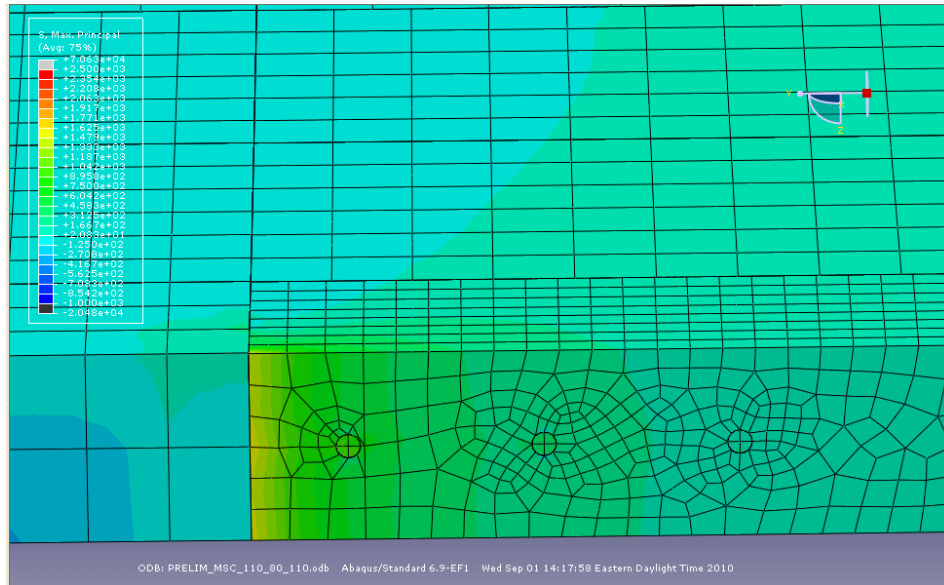 S, Max. Principal
(Avg: 75%)
+7.063e+04
+2.500e+03
+2.354e+03
+2.208e+03
+2.063e+03
+1.917e+03
+1.771e+03
+1.625e+03
+1.479e+03
+1.333e+03
+1.187e+03
+1.042e+03
+8.958e+02
+7.500e+02
+6.042e+02
+4.583e+02
+3.125e+02
+1.667e+02
+2.083e+01
-1.250e+02
-2.708e+02
-4.167e+02
-5.625e+02
-7.083e+02
-8.542e+02
-1.000e+03
-2.048e+04
Y
Z
ODB: PRELIM_MSC_110_80_110.odb Abaqus/Standard 6.9-EF1 Wed Sep 01 14:17:58 Eastern Daylight Time 2010